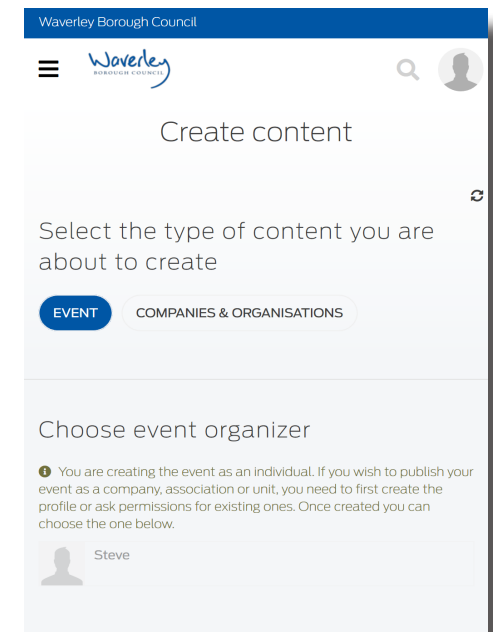 Waverley Borough Council
Waverley
BOROUGH COUNCIL
Create content
Select the type of content you are
about to create
EVENT
COMPANIES & ORGANISATIONS
Choose event organizer
You are creating the event as an individual. If you wish to publish your
event as a company, association or unit, you need to first create the
profile or ask permissions for existing ones. Once created you can
choose the one below.
Steve